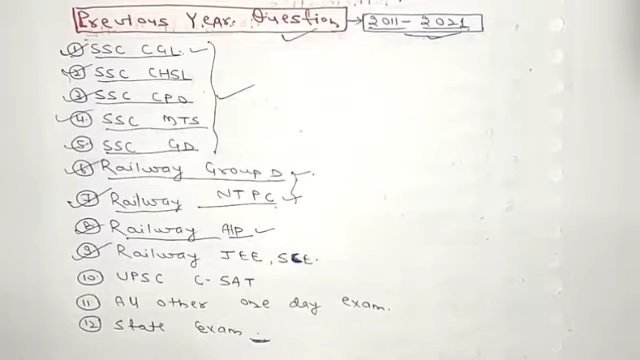 Previous Year Question → 2011-2021
① SSC CGL
② SSC CHSL
③ SSC CPO
④ SSC MTS
⑤ SSC GD
⑥ Railway Group D
⑦ Railway NTPC
⑧ Railway Alp
⑨ Railway JEE, SSE.
⑩ UPSC C-SAT
⑪ All other one day exam.
⑫ State exam